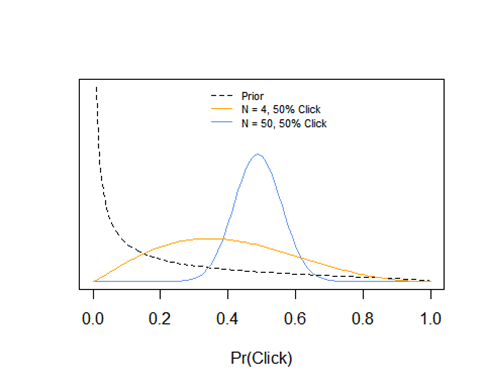 Prior
N = 4, 50% Click
N = 50, 50% Click
0.0 0.2 0.4 0.6 0.8 1.0
Pr(Click)